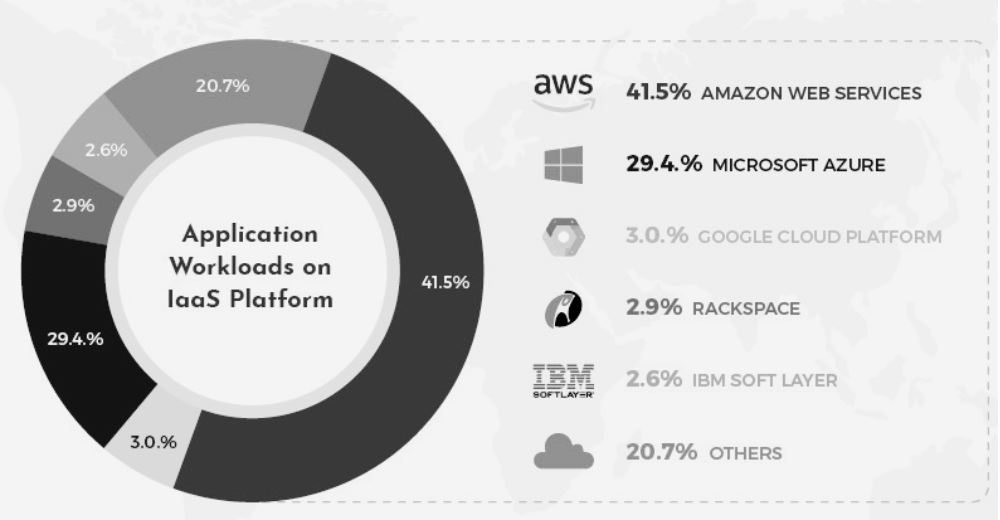 20.7%
2.6%
2.9%
29.4.%
3.0.%
41.5%
Application
Workloads on
IaaS Platform
aws
41.5% AMAZON WEB SERVICES
29.4.% MICROSOFT AZURE
3.0.% GOOGLE CLOUD PLATFORM
2.9% RACKSPACE
IBM
SOFTLAYER
2.6% IBM SOFT LAYER
20.7% OTHERS